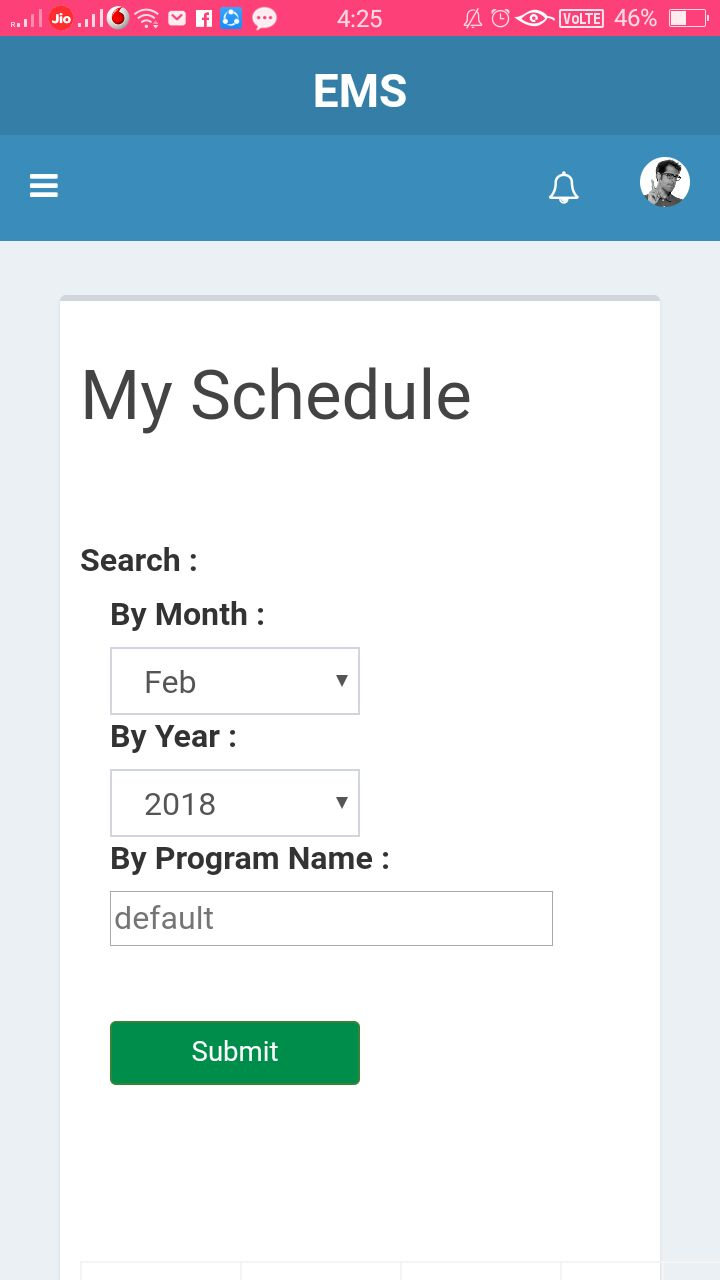 Jio 4:25 VoLTE 46%
EMS
My Schedule
Search :
By Month :
Feb
By Year :
2018
By Program Name :
default
Submit